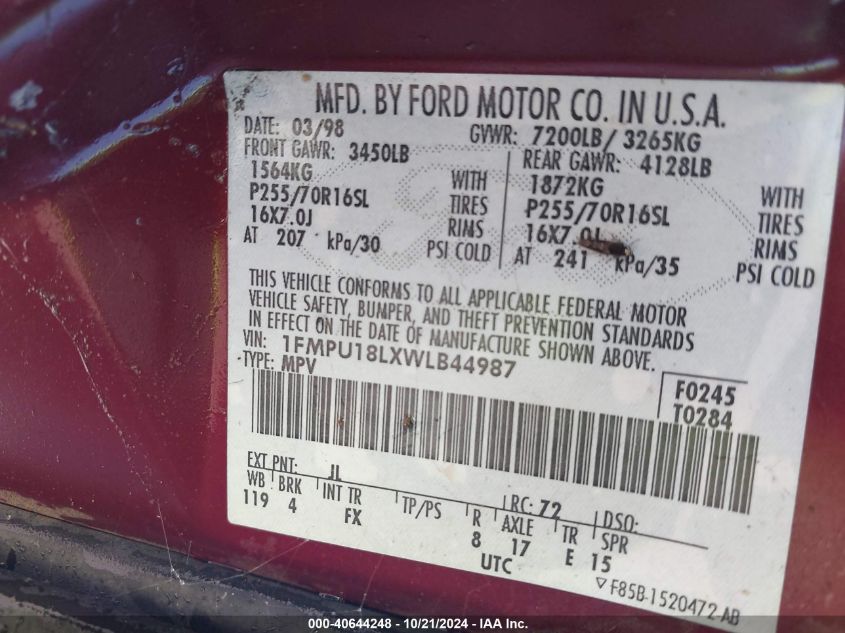 MFD. BY FORD MOTOR CO. IN U.S.A.
DATE: 03/98 GVWR: 7200LB/ 3265KG
FRONT GAWR: 3450LB REAR GAWR: 4128LB
1564KG WITH 1872KG WITH
P255/70R16SL TIRES P255/70R16SL TIRES
16X7.0J RIMS 16X7.0J RIMS
AT 207 kPa/30 PSI COLD AT 241 kPa/35 PSI COLD
THIS VEHICLE CONFORMS TO ALL APPLICABLE FEDERAL MOTOR
VEHICLE SAFETY, BUMPER, AND THEFT PREVENTION STANDARDS
IN EFFECT ON THE DATE OF MANUFACTURE SHOWN ABOVE.
VIN: 1FMPU18LXWLB44987
TYPE: MPV
F0245
T0284
EXT PNT: JL RC: 72 DSO:
WB BRK INT TR TP/PS R AXLE TR SPR
119 4 FX 8 17 E 15
UTC
F85B-1520472-AB
000-40644248 - 10/21/2024 - IAA Inc.